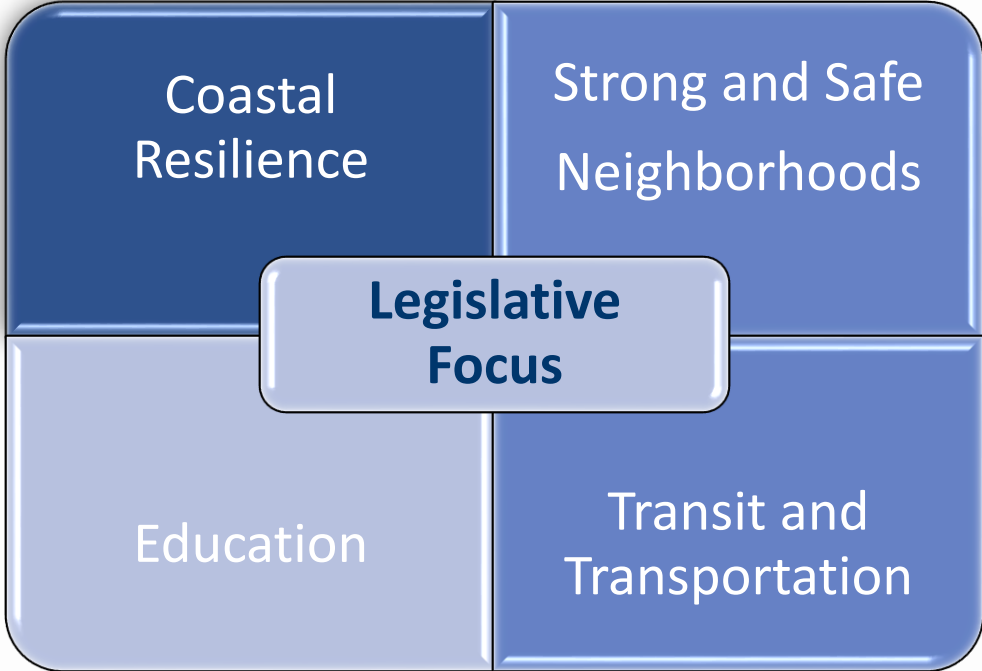 Coastal
Resilience
Strong and Safe
Neighborhoods
Legislative
Focus
Education
Transit and
Transportation